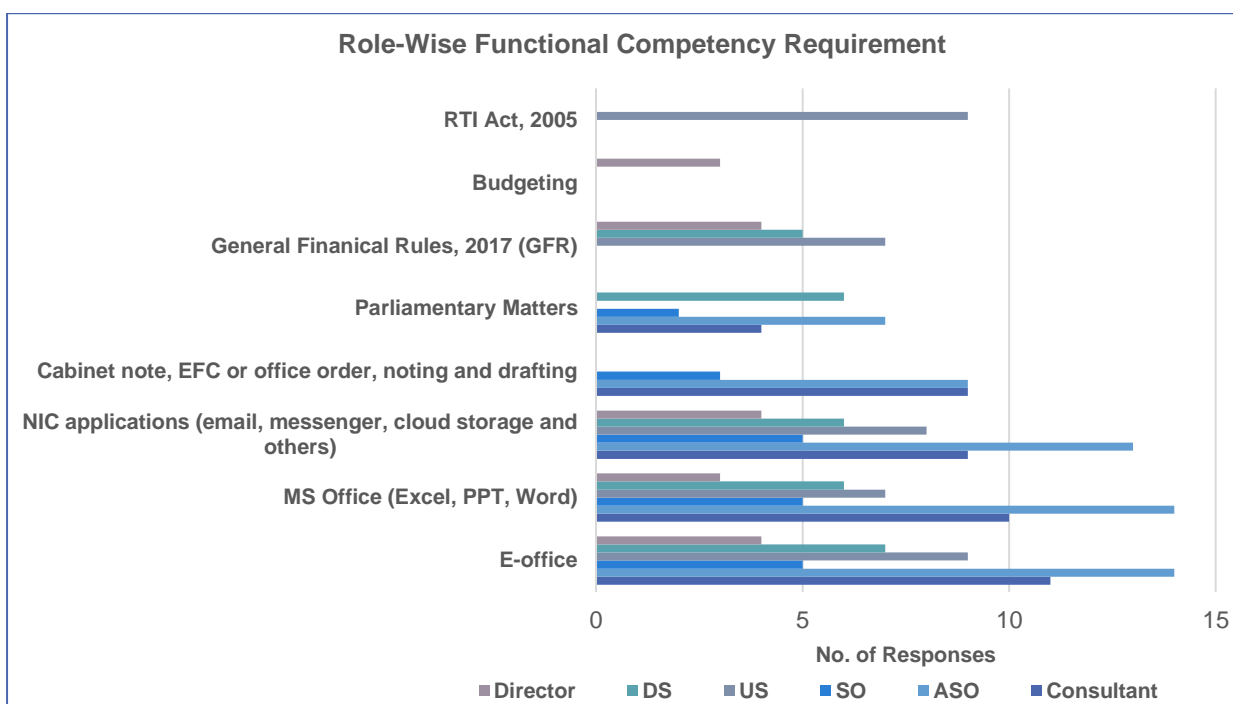 Role-Wise Functional Competency Requirement
RTI Act, 2005
Budgeting
General Finanical Rules, 2017 (GFR)
Parliamentary Matters
Cabinet note, EFC or office order, noting and drafting
NIC applications (email, messenger, cloud storage and
others)
MS Office (Excel, PPT, Word)
E-office
0 5 10 15
No. of Responses
Director DS US SO ASO Consultant